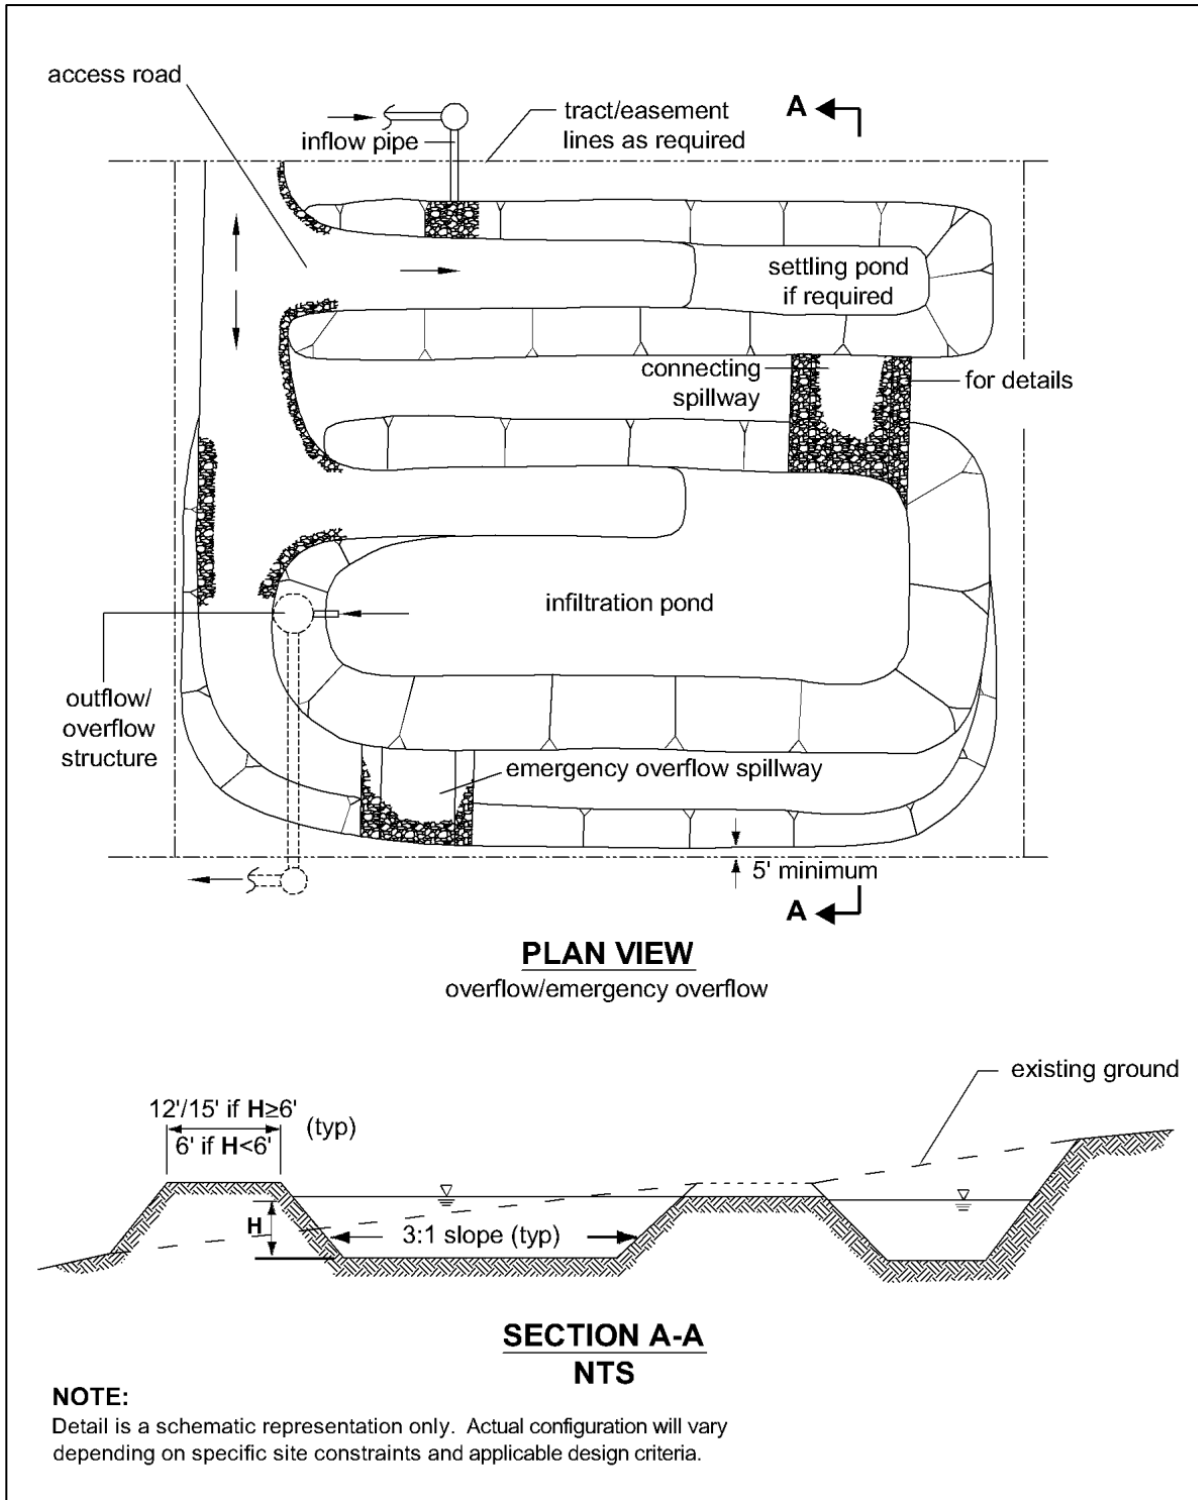 access road
inflow pipe
tract/easement
lines as required
A
settling pond
if required
connecting
spillway
for details
infiltration pond
outflow/
overflow
structure
emergency overflow spillway
5' minimum
A
PLAN VIEW
overflow/emergency overflow
existing ground
12'/15' if H≥6'
(typ)
6' if H<6'
H
3:1 slope (typ)
SECTION A-A
NTS
NOTE:
Detail is a schematic representation only. Actual configuration will vary
depending on specific site constraints and applicable design criteria.